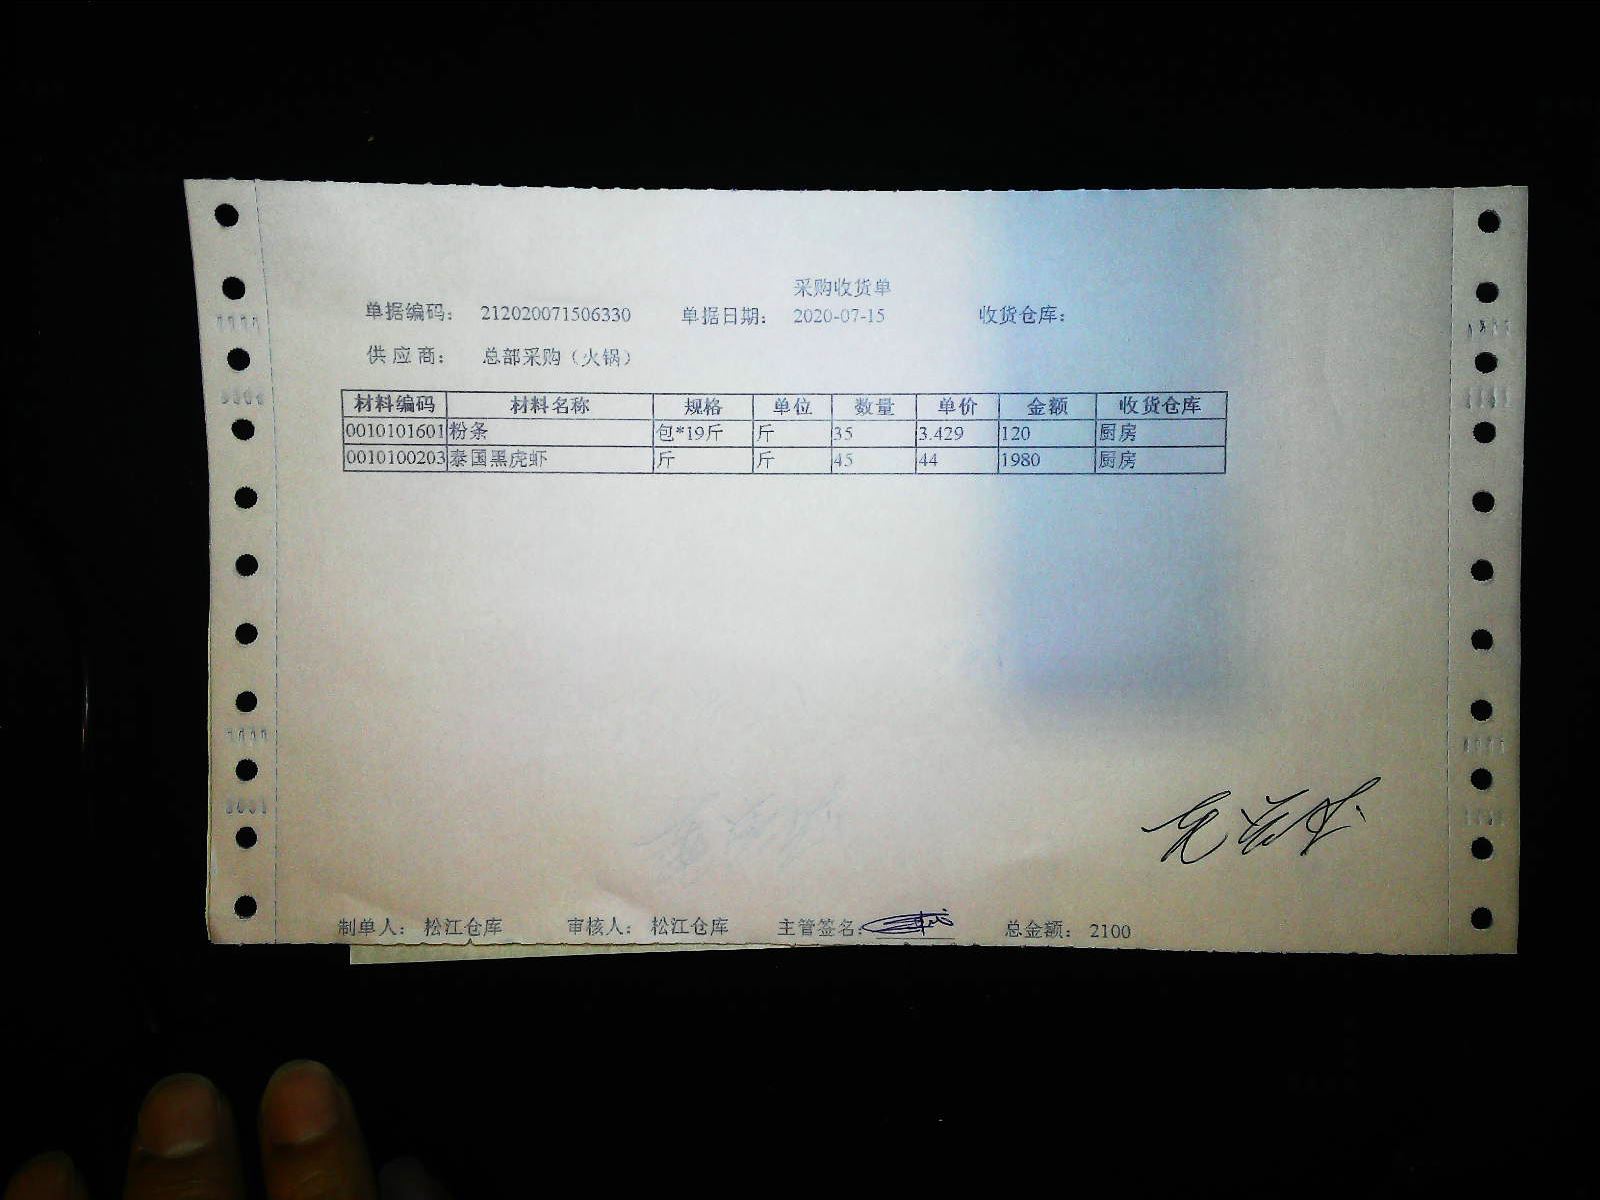 采购收货单
单据编码： 212020071506330 单据日期： 2020-07-15 收货仓库：
供应商： 总部采购（火锅）
材料编码 材料名称 规格 单位 数量 单价 金额 收货仓库
0010101601 粉条 包*19斤 斤 35 3.429 120 厨房
0010100203 泰国黑虎虾 斤 斤 45 44 1980 厨房
制单人： 松江仓库 审核人： 松江仓库 主管签名： 总金额： 2100